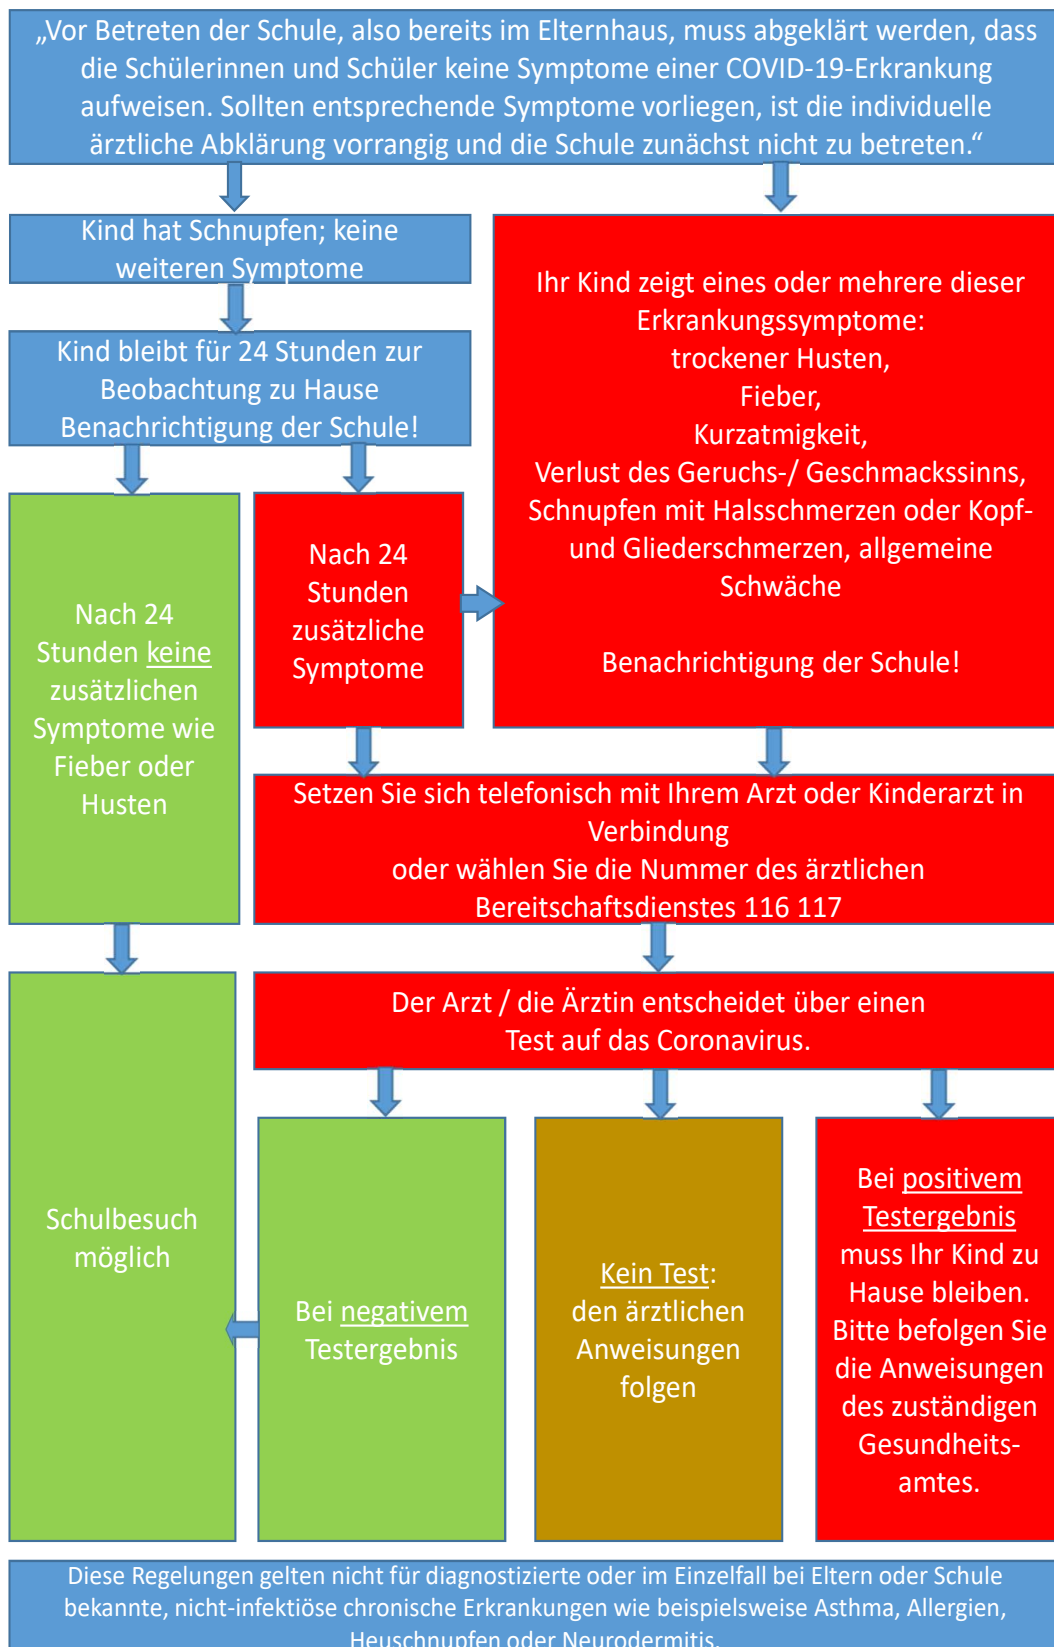 „Vor Betreten der Schule, also bereits im Elternhaus, muss abgeklärt werden, dass
die Schülerinnen und Schüler keine Symptome einer COVID-19-Erkrankung
aufweisen. Sollten entsprechende Symptome vorliegen, ist die individuelle
ärztliche Abklärung vorrangig und die Schule zunächst nicht zu betreten.“
Kind hat Schnupfen; keine
weiteren Symptome
Kind bleibt für 24 Stunden zur
Beobachtung zu Hause
Benachrichtigung der Schule!
Ihr Kind zeigt eines oder mehrere dieser
Erkrankungssymptome:
trockener Husten,
Fieber,
Kurzatmigkeit,
Verlust des Geruchs-/ Geschmackssinns,
Schnupfen mit Halsschmerzen oder Kopf-
und Gliederschmerzen, allgemeine
Schwäche
Benachrichtigung der Schule!
Nach 24
Stunden keine
zusätzlichen
Symptome wie
Fieber oder
Husten
Nach 24
Stunden
zusätzliche
Symptome
Setzen Sie sich telefonisch mit Ihrem Arzt oder Kinderarzt in
Verbindung
oder wählen Sie die Nummer des ärztlichen
Bereitschaftsdienstes 116 117
Der Arzt / die Ärztin entscheidet über einen
Test auf das Coronavirus.
Schulbesuch
möglich
Bei negativem
Testergebnis
Kein Test:
den ärztlichen
Anweisungen
folgen
Bei positivem
Testergebnis
muss Ihr Kind zu
Hause bleiben.
Bitte befolgen Sie
die Anweisungen
des zuständigen
Gesundheits-
amtes.
Diese Regelungen gelten nicht für diagnostizierte oder im Einzelfall bei Eltern oder Schule
bekannte, nicht-infektiöse chronische Erkrankungen wie beispielsweise Asthma, Allergien,
Heuschnupfen oder Neurodermitis.